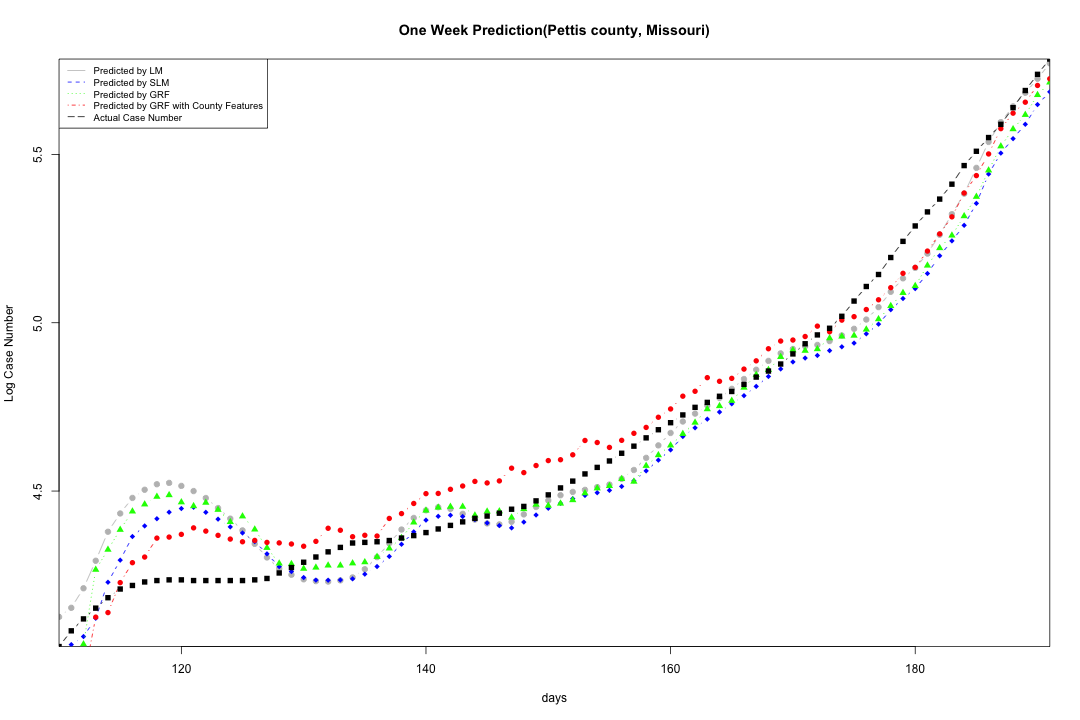 One Week Prediction(Pettis county, Missouri)
Predicted by LM
Predicted by SLM
Predicted by GRF
Predicted by GRF with County Features
Actual Case Number
Log Case Number
5.5
5.0
4.5
120 140 160 180
days